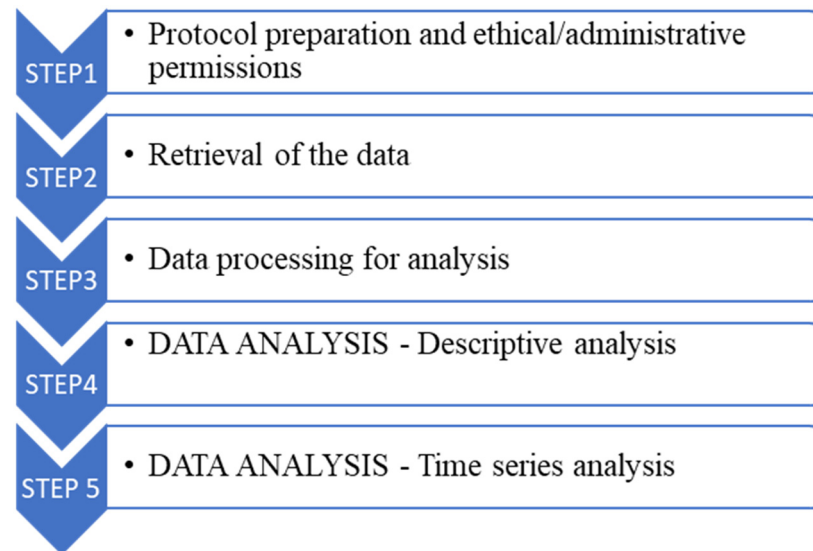 STEP1
• Protocol preparation and ethical/administrative
permissions
STEP2
• Retrieval of the data
STEP3
• Data processing for analysis
STEP4
• DATA ANALYSIS - Descriptive analysis
STEP 5
• DATA ANALYSIS - Time series analysis